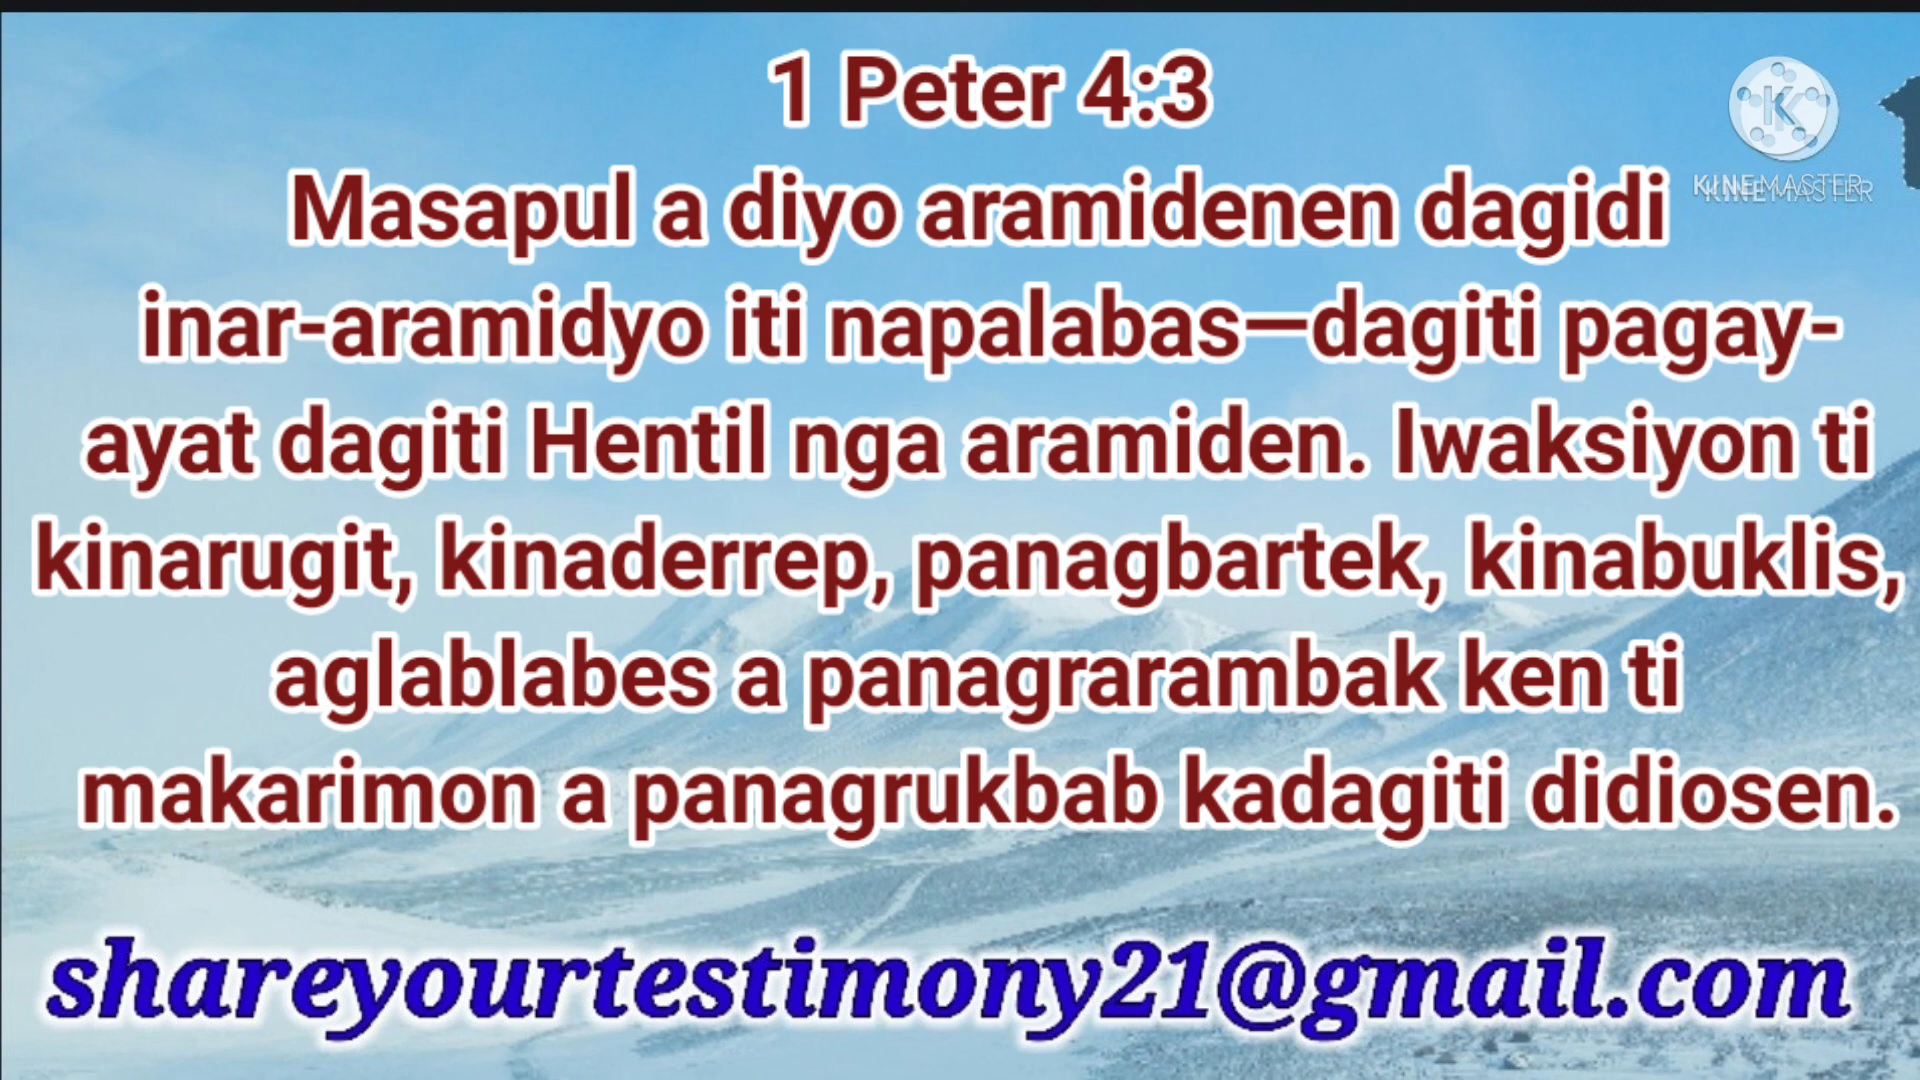 1 Peter 4:3
Masapul a diyo aramidenen dagidi
inar-aramidyo iti napalabas—dagiti pagay-
ayat dagiti Hentil nga aramiden. Iwaksiyon ti
kinarugit, kinaderrep, panagbartek, kinabuklis,
aglablabes a panagrarambak ken ti
makarimon a panagrukbab kadagiti didiosen.
shareyourtestimony21@gmail.com
K
KINEMASTER
KINEMASTER